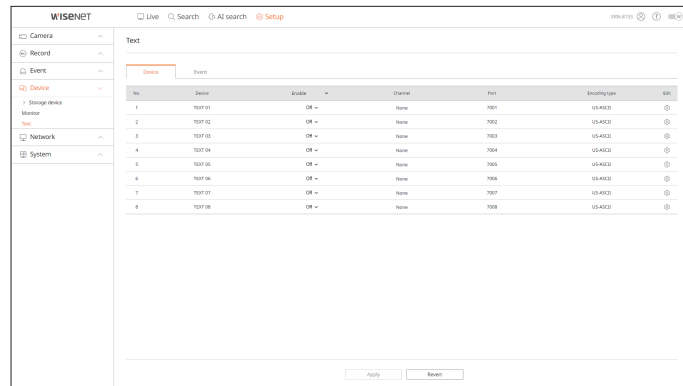 WISENET
Live Search AI search Setup
Camera
Record
Event
Device
> Storage device
Monitor
Text
Network
System
Text
Device Event
No. Device Enable Channel Port Encoding type Edit
1 TEXT 01 Off None 7001 US-ASCII
2 TEXT 02 Off None 7002 US-ASCII
3 TEXT 03 Off None 7003 US-ASCII
4 TEXT 04 Off None 7004 US-ASCII
5 TEXT 05 Off None 7005 US-ASCII
6 TEXT 06 Off None 7006 US-ASCII
7 TEXT 07 Off None 7007 US-ASCII
8 TEXT 08 Off None 7008 US-ASCII
Apply Revert